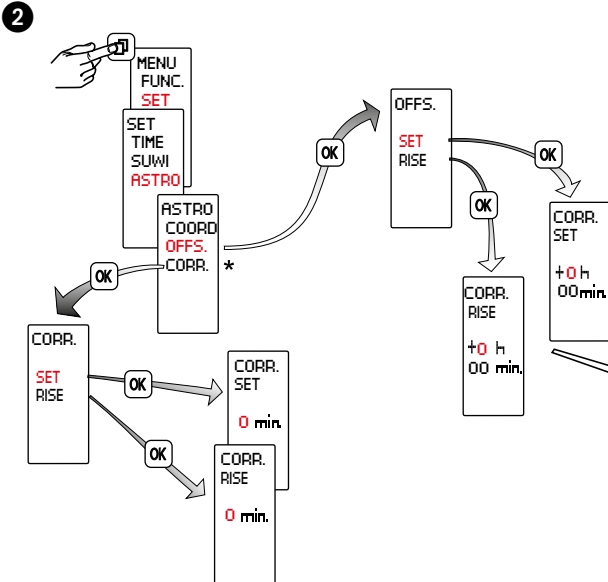 2
MENU
FUNC.
SET
SET
TIME
SUWI
ASTRO
ASTRO
COORD
OFFS.
CORR. *
OK
OFFS.
SET
RISE
OK
OK
CORR.
SET
+0 h
00 min.
CORR.
RISE
+0 h
00 min.
OK
CORR.
SET
RISE
OK
OK
CORR.
SET
0 min.
CORR.
RISE
0 min.